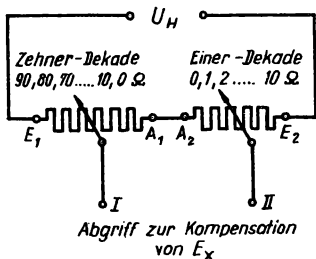 U_H
Zehner-Dekade
90,80,70.....10,0 Ω
Einer-Dekade
0,1,2 ..... 10 Ω
E_1
A_1
A_2
E_2
I
II
Abgriff zur Kompensation
von E_x